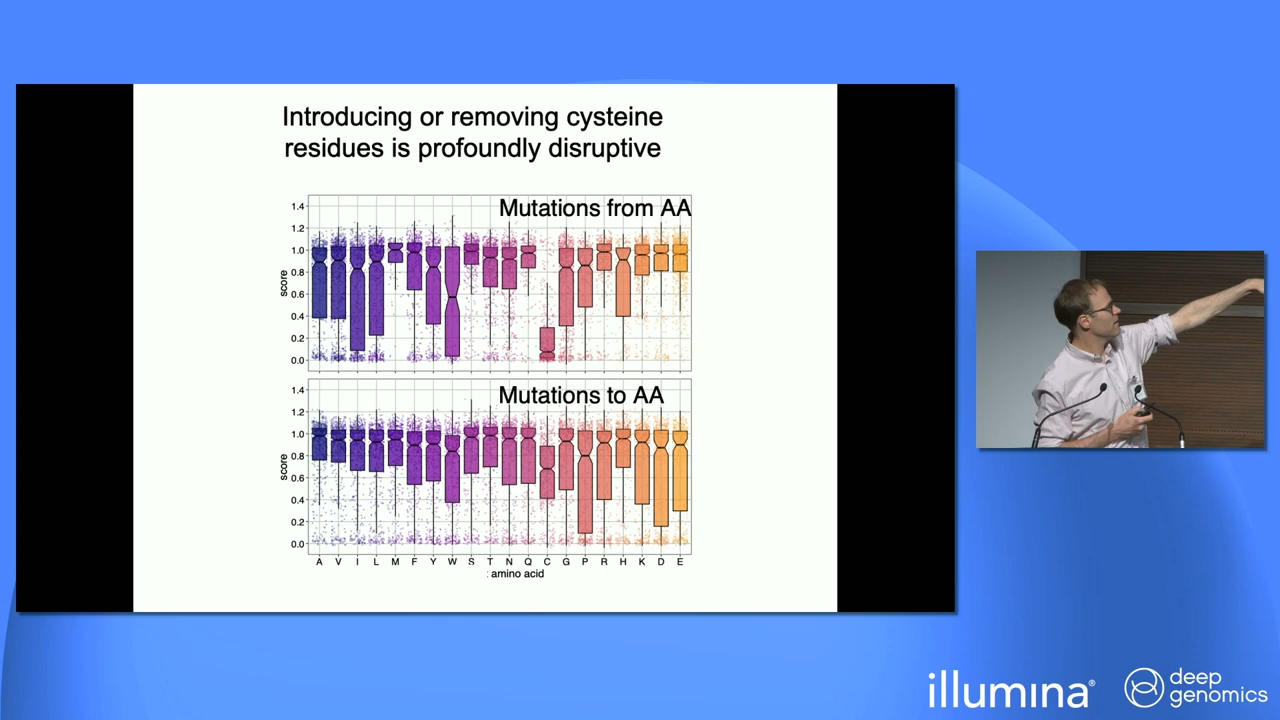 Introducing or removing cysteine
residues is profoundly disruptive
Mutations from AA
1.4
1.2
1.0
0.8
0.6
0.4
0.2
0.0
score
Mutations to AA
1.4
1.2
1.0
0.8
0.6
0.4
0.2
0.0
score
A V I L M F Y W S T N Q C G P R H K D E
: amino acid
illumina®
deep
genomics